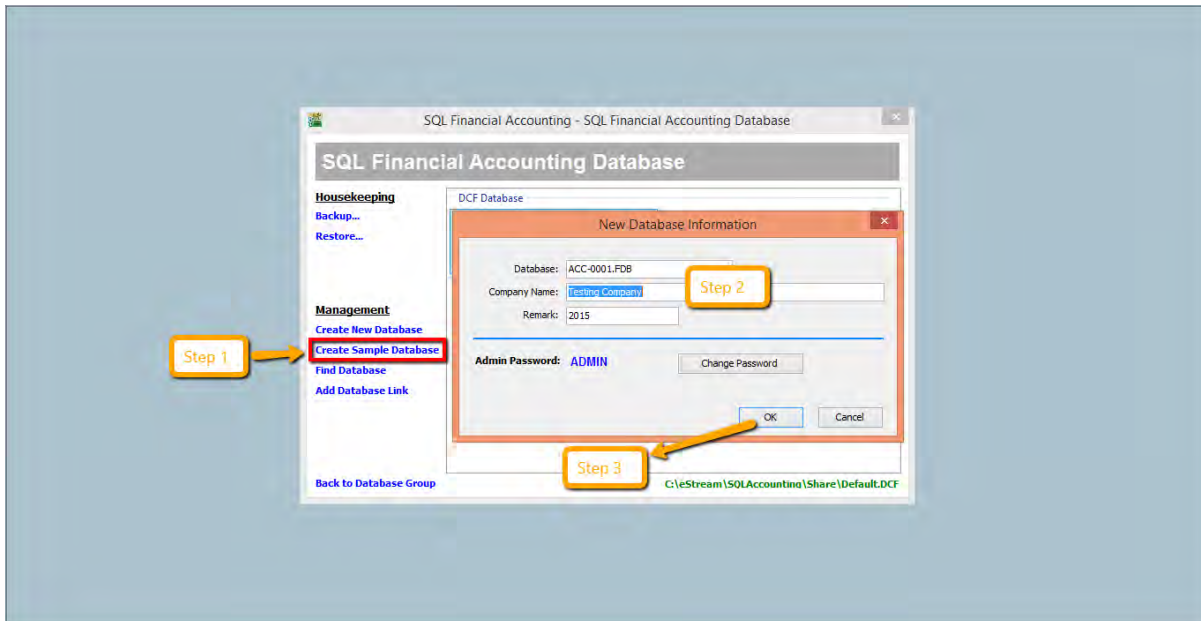 SQL Financial Accounting - SQL Financial Accounting Database
SQL Financial Accounting Database
Housekeeping
Backup...
Restore...
Management
Create New Database
Create Sample Database
Find Database
Add Database Link
Back to Database Group
DCF Database
New Database Information
Database: ACC-0001.FDB
Company Name: Testing Company
Remark: 2015
Admin Password: ADMIN
Change Password
OK
Cancel
Step 1
Step 2
Step 3
C:\eStream\SQLAccounting\Share\Default.DCF